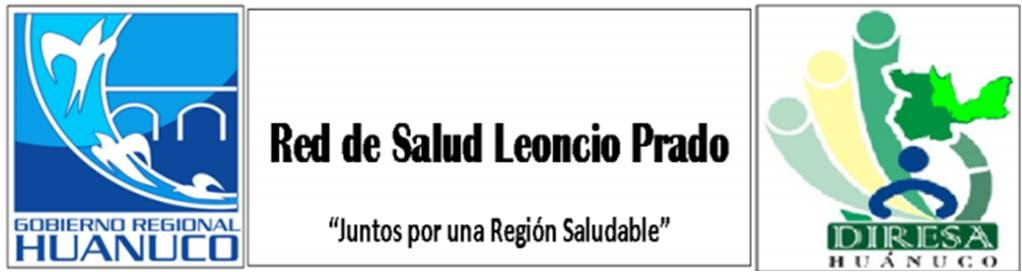 GOBIERNO REGIONAL
HUANUCO
Red de Salud Leoncio Prado
“Juntos por una Región Saludable”
DIRESA
HUÁNUCO